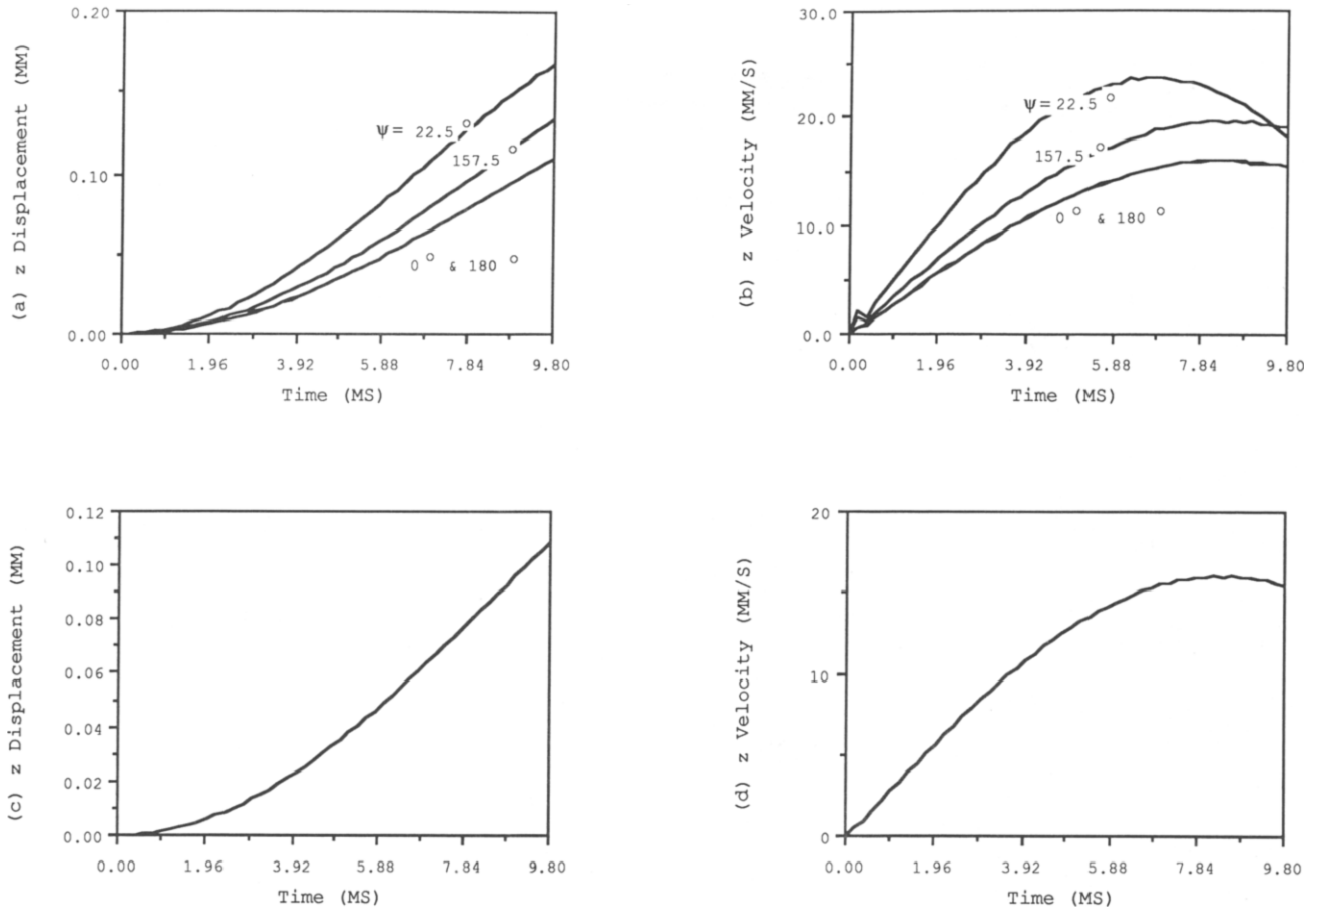 (a) z Displacement (MM)
0.20
0.10
0.00
ψ= 22.5°
157.5°
0° & 180°
0.00 1.96 3.92 5.88 7.84 9.80
Time (MS)
(b) z Velocity (MM/S)
30.0
20.0
10.0
0.0
ψ= 22.5°
157.5°
0° & 180°
0.00 1.96 3.92 5.88 7.84 9.80
Time (MS)
(c) z Displacement (MM)
0.12
0.10
0.08
0.06
0.04
0.02
0.00
0.00 1.96 3.92 5.88 7.84 9.80
Time (MS)
(d) z Velocity (MM/S)
20
10
0
0.00 1.96 3.92 5.88 7.84 9.80
Time (MS)